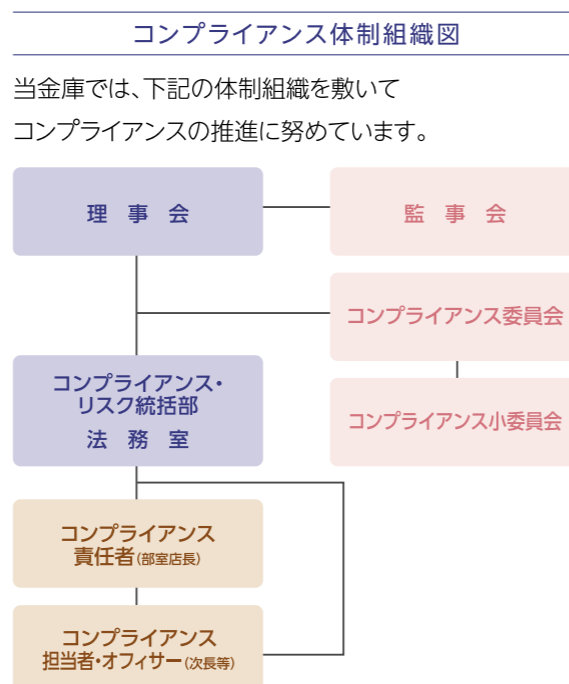 コンプライアンス体制組織図
当金庫では、下記の体制組織を敷いて
コンプライアンスの推進に努めています。
理 事 会
監 事 会
コンプライアンス委員会
コンプライアンス・
リスク統括部
法 務 室
コンプライアンス小委員会
コンプライアンス
責任者(部室店長)
コンプライアンス
担当者・オフィサー(次長等)